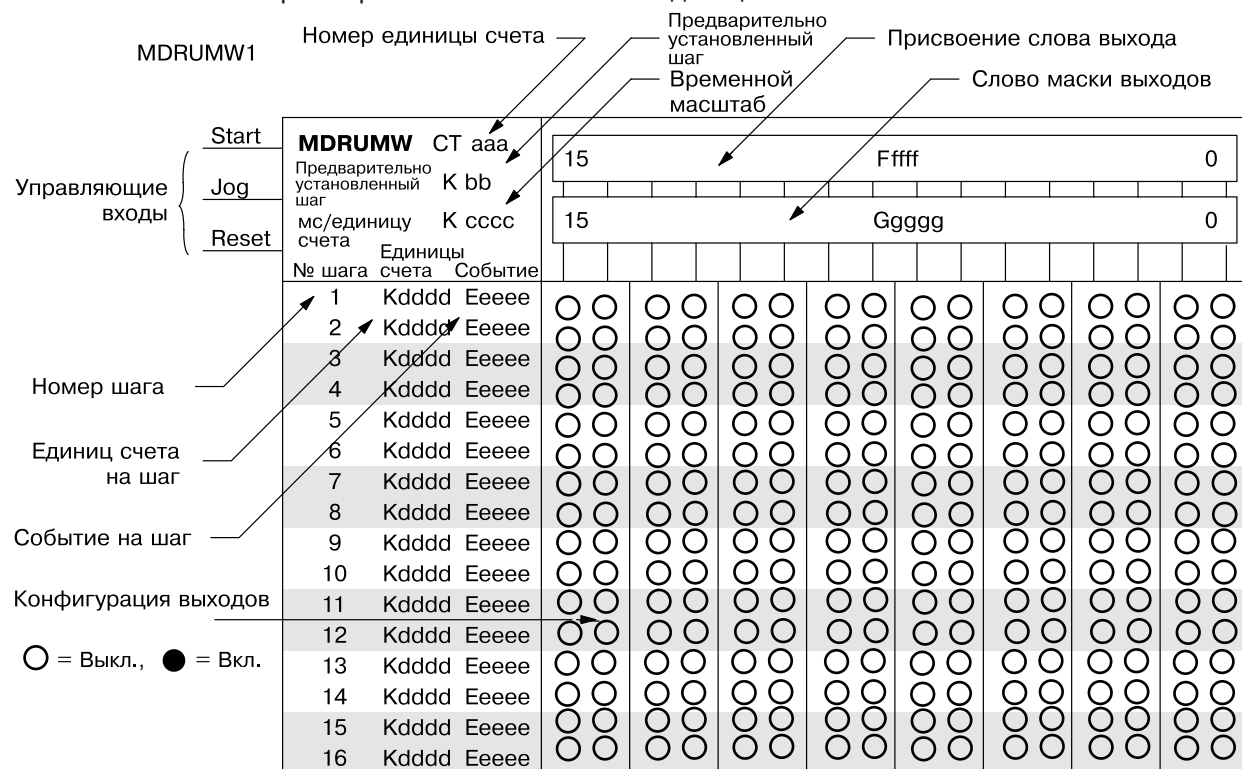 MDRUMW1
Номер единицы счета
Предварительно
установленный
шаг
Временной
масштаб
Присвоение слова выхода
Слово маски выходов
Управляющие
входы
Start
Jog
Reset
MDRUMW CT aaa
Предварительно
установленный
шаг
K bb
мс/единицу
счета
K cccc
15 Fffff 0
15 Ggggg 0
№ шага
Единицы
счета
Событие
1 Kdddd Eeeee
2 Kdddd Eeeee
3 Kdddd Eeeee
4 Kdddd Eeeee
5 Kdddd Eeeee
6 Kdddd Eeeee
7 Kdddd Eeeee
8 Kdddd Eeeee
9 Kdddd Eeeee
10 Kdddd Eeeee
11 Kdddd Eeeee
12 Kdddd Eeeee
13 Kdddd Eeeee
14 Kdddd Eeeee
15 Kdddd Eeeee
16 Kdddd Eeeee
Номер шага
Единиц счета
на шаг
Событие на шаг
Конфигурация выходов
= Выкл., = Вкл.